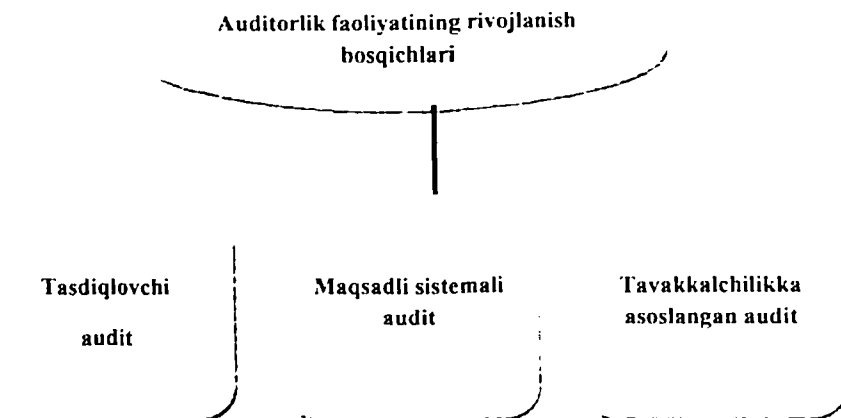 Auditorlik faoliyatining rivojlanish
bosqichlari
Tasdiqlovchi
audit
Maqsadli sistemali
audit
Tavakkalchilikka
asoslangan audit